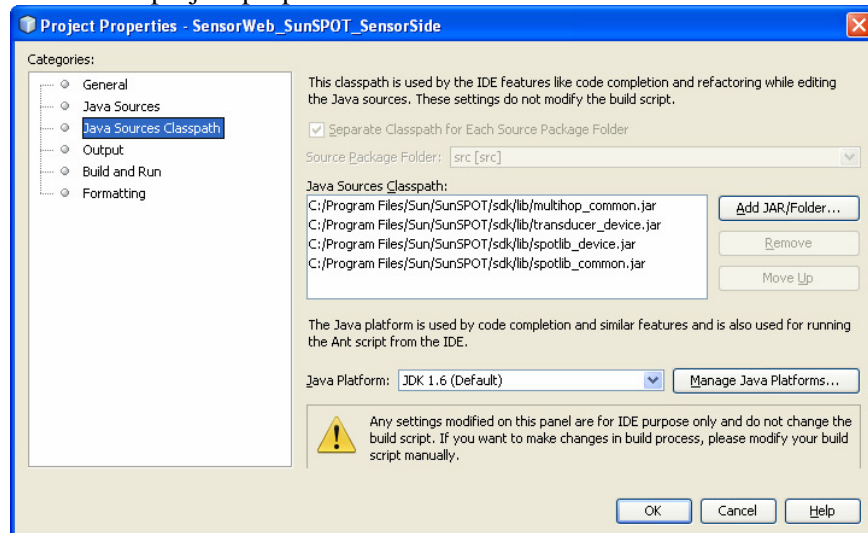 Project Properties - SensorWeb_SunSPOT_SensorSide
Categories:
General
Java Sources
Java Sources Classpath
Output
Build and Run
Formatting
This classpath is used by the IDE features like code completion and refactoring while editing
the Java sources. These settings do not modify the build script.
Separate Classpath for Each Source Package Folder
Source Package Folder: src [src]
Java Sources Classpath:
C:/Program Files/Sun/SunSPOT/sdk/lib/multihop_common.jar
C:/Program Files/Sun/SunSPOT/sdk/lib/transducer_device.jar
C:/Program Files/Sun/SunSPOT/sdk/lib/spotlib_device.jar
C:/Program Files/Sun/SunSPOT/sdk/lib/spotlib_common.jar
Add JAR/Folder...
Remove
Move Up
The Java platform is used by code completion and similar features and is also used for running
the Ant script from the IDE.
Java Platform: JDK 1.6 (Default) Manage Java Platforms...
Any settings modified on this panel are for IDE purpose only and do not change the
build script. If you want to make changes in build process, please modify your build
script manually.
OK Cancel Help